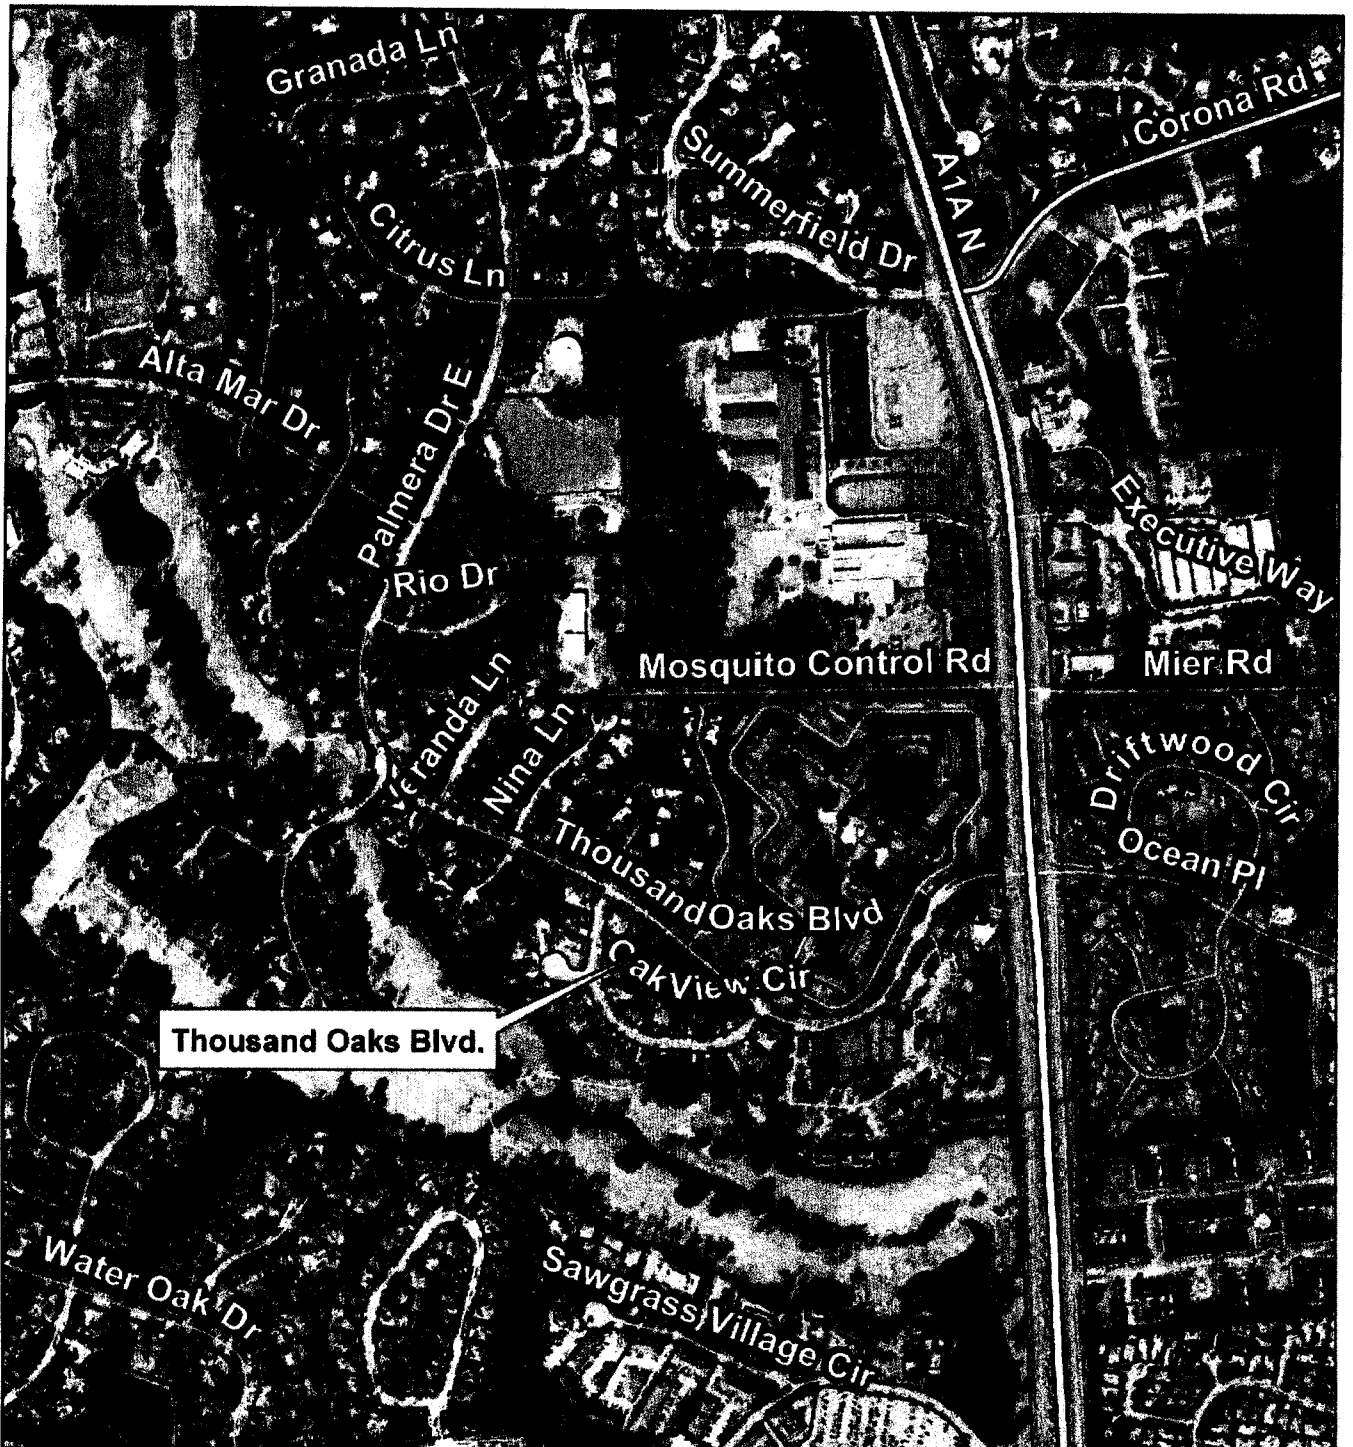 Granada Ln
Corona Rd
Summerfield Dr
A1A N
Citrus Ln
Alta Mar Dr
Palmera Dr E
Executive Way
Rio Dr
Mosquito Control Rd
Mier Rd
Veranda Ln
Nina Ln
Driftwood Cir
Thousand Oaks Blvd
Ocean Pl
Oak View Cir
Thousand Oaks Blvd.
Water Oak Dr
Sawgrass Village Cir